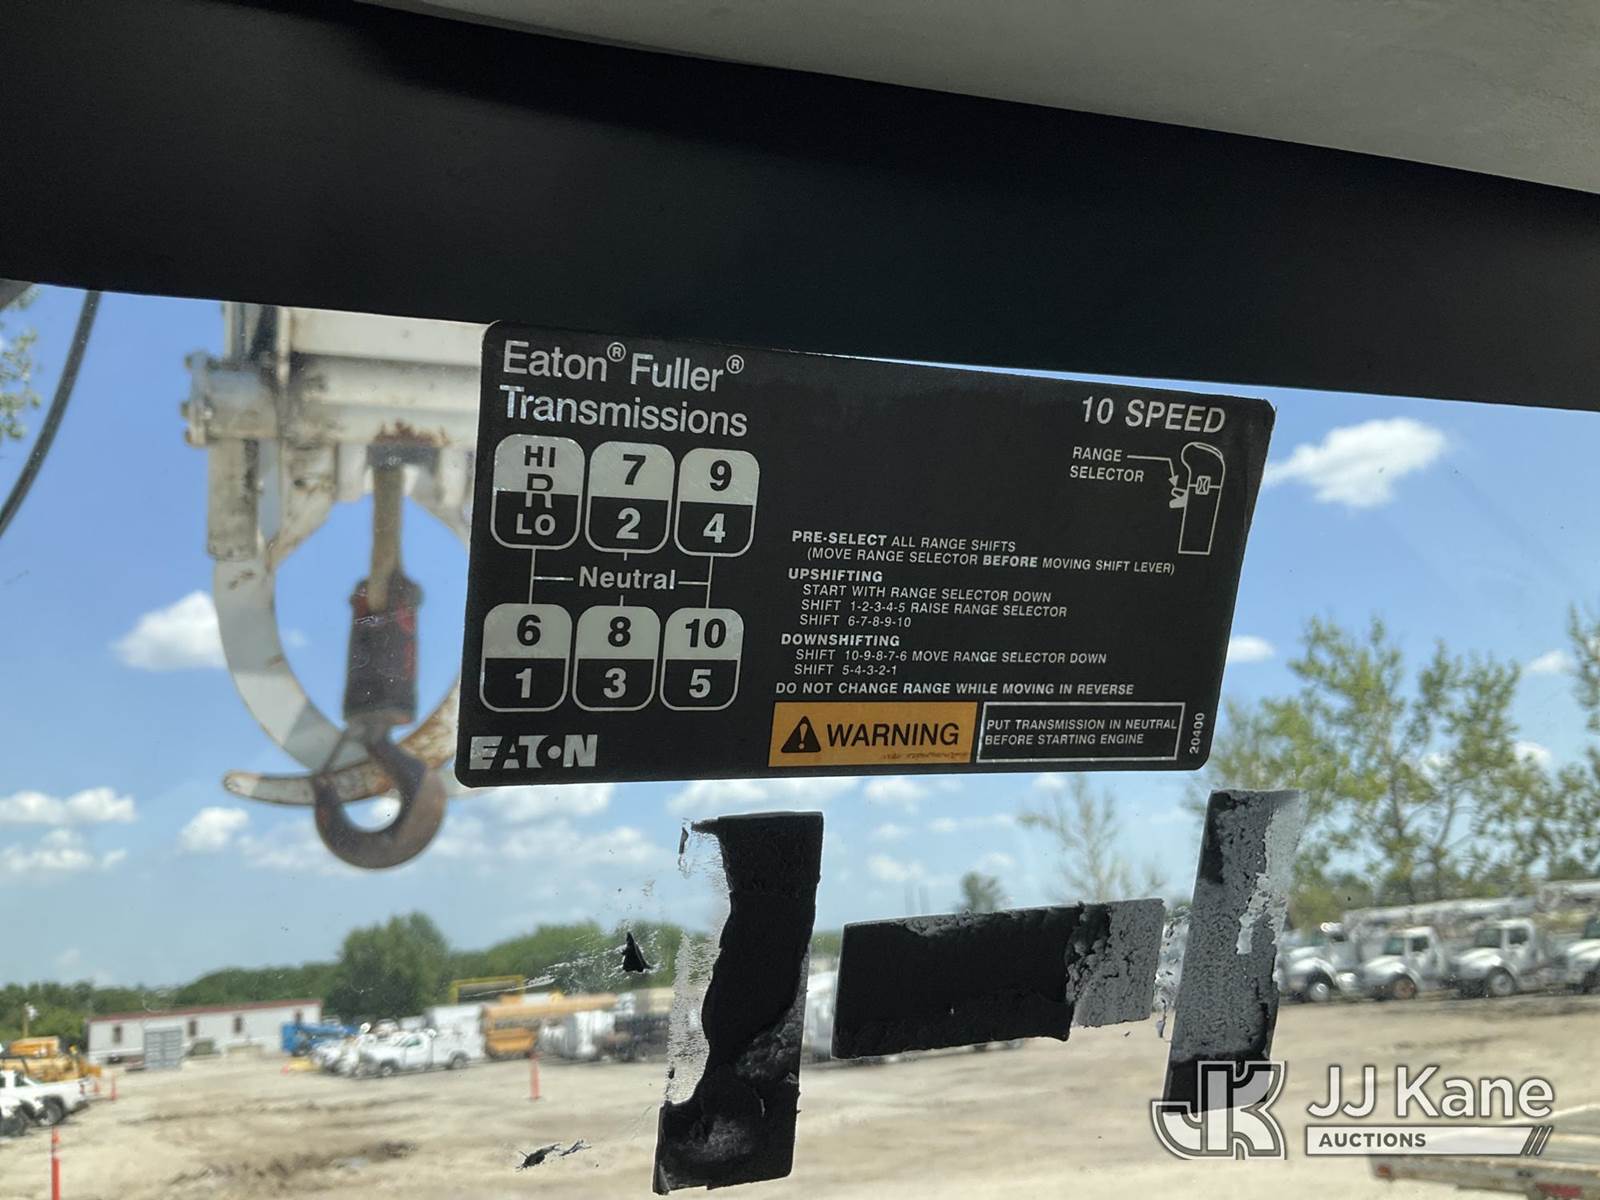 Eaton® Fuller®
Transmissions
10 SPEED
RANGE
SELECTOR
HI 7 9
R
LO 2 4
Neutral
6 8 10
1 3 5
PRE-SELECT ALL RANGE SHIFTS
(MOVE RANGE SELECTOR BEFORE MOVING SHIFT LEVER)
UPSHIFTING
START WITH RANGE SELECTOR DOWN
SHIFT 1-2-3-4-5 RAISE RANGE SELECTOR
SHIFT 6-7-8-9-10
DOWNSHIFTING
SHIFT 10-9-8-7-6 MOVE RANGE SELECTOR DOWN
SHIFT 5-4-3-2-1
DO NOT CHANGE RANGE WHILE MOVING IN REVERSE
WARNING
PUT TRANSMISSION IN NEUTRAL
BEFORE STARTING ENGINE
20400
EATON
JK JJ Kane
AUCTIONS